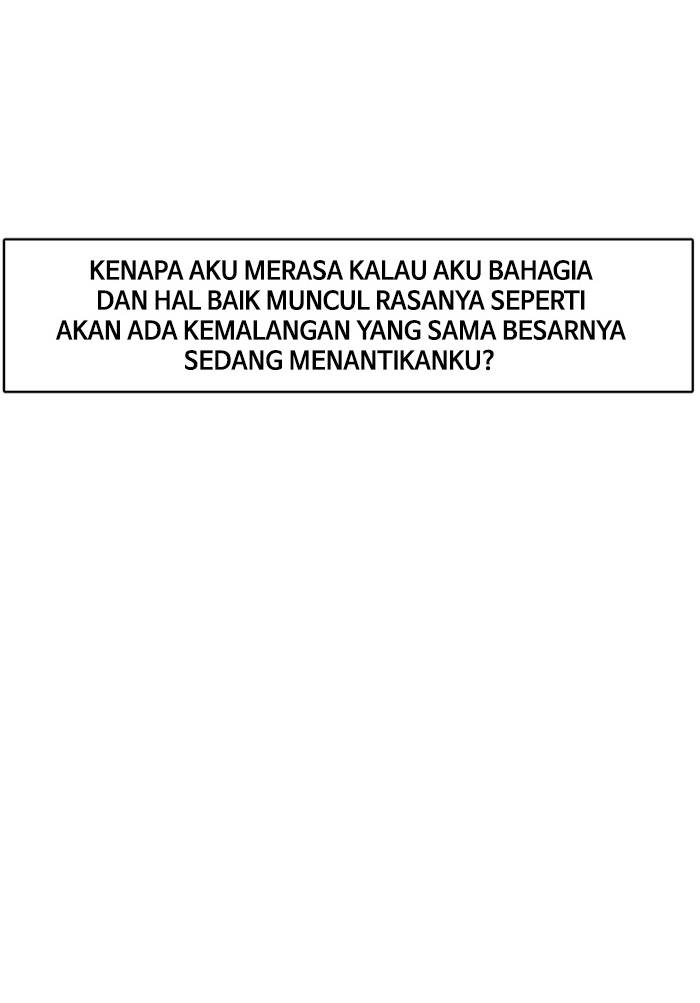 KENAPA AKU MERASA KALAU AKU BAHAGIA
DAN HAL BAIK MUNCUL RASANYA SEPERTI
AKAN ADA KEMALANGAN YANG SAMA BESARNYA
SEDANG MENANTIKANKU?